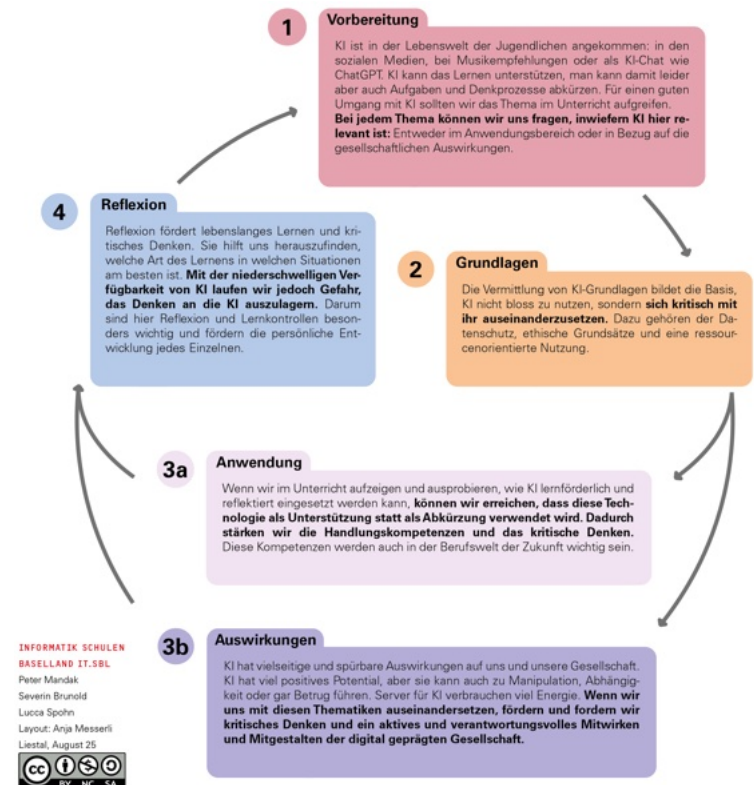 1
Vorbereitung
KI ist in der Lebenswelt der Jugendlichen angekommen: in den
sozialen Medien, bei Musikempfehlungen oder als KI-Chat wie
ChatGPT. KI kann das Lernen unterstützen, man kann damit leider
aber auch Aufgaben und Denkprozesse abkürzen. Für einen guten
Umgang mit KI sollten wir das Thema im Unterricht aufgreifen.
Bei jedem Thema können wir uns fragen, inwiefern KI hier re-
levant ist: Entweder im Anwendungsbereich oder in Bezug auf die
gesellschaftlichen Auswirkungen.
2
Grundlagen
Die Vermittlung von KI-Grundlagen bildet die Basis,
KI nicht bloss zu nutzen, sondern sich kritisch mit
ihr auseinanderzusetzen. Dazu gehören der Da-
tenschutz, ethische Grundsätze und eine ressour-
cenorientierte Nutzung.
3a
Anwendung
Wenn wir im Unterricht aufzeigen und ausprobieren, wie KI lernförderlich und
reflektiert eingesetzt werden kann, können wir erreichen, dass diese Tech-
nologie als Unterstützung statt als Abkürzung verwendet wird. Dadurch
stärken wir die Handlungskompetenzen und das kritische Denken.
Diese Kompetenzen werden auch in der Berufswelt der Zukunft wichtig sein.
3b
Auswirkungen
KI hat vielseitige und spürbare Auswirkungen auf uns und unsere Gesellschaft.
KI hat viel positives Potential, aber sie kann auch zu Manipulation, Abhängig-
keit oder gar Betrug führen. Server für KI verbrauchen viel Energie. Wenn wir
uns mit diesen Thematiken auseinandersetzen, fördern und fordern wir
kritisches Denken und ein aktives und verantwortungsvolles Mitwirken
und Mitgestalten der digital geprägten Gesellschaft.
4
Reflexion
Reflexion fördert lebenslanges Lernen und kri-
tisches Denken. Sie hilft uns herauszufinden,
welche Art des Lernens in welchen Situationen
am besten ist. Mit der niederschwelligen Ver-
fügbarkeit von KI laufen wir jedoch Gefahr,
das Denken an die KI auszulagern. Darum
sind hier Reflexion und Lernkontrollen beson-
ders wichtig und fördern die persönliche Ent-
wicklung jedes Einzelnen.
INFORMATIK SCHULEN
BASELLAND IT.SBL
Peter Mandak
Severin Brunold
Lucca Spohn
Layout: Anja Messerli
Liestal, August 25
CC
BY NC SA